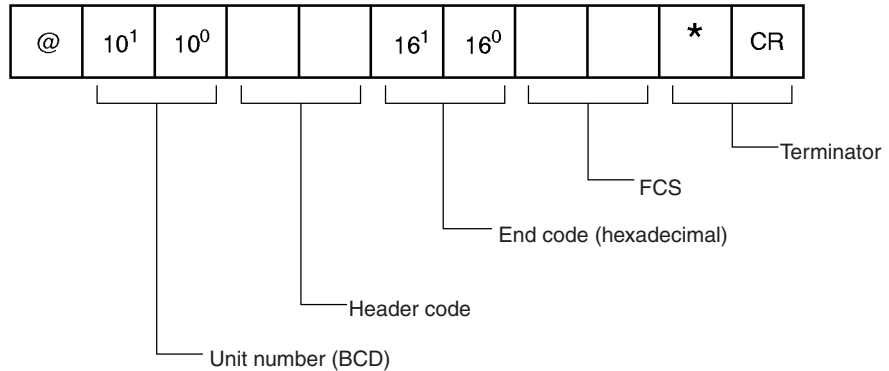 @ 10¹ 10⁰ 16¹ 16⁰ * CR
Terminator
FCS
End code (hexadecimal)
Header code
Unit number (BCD)